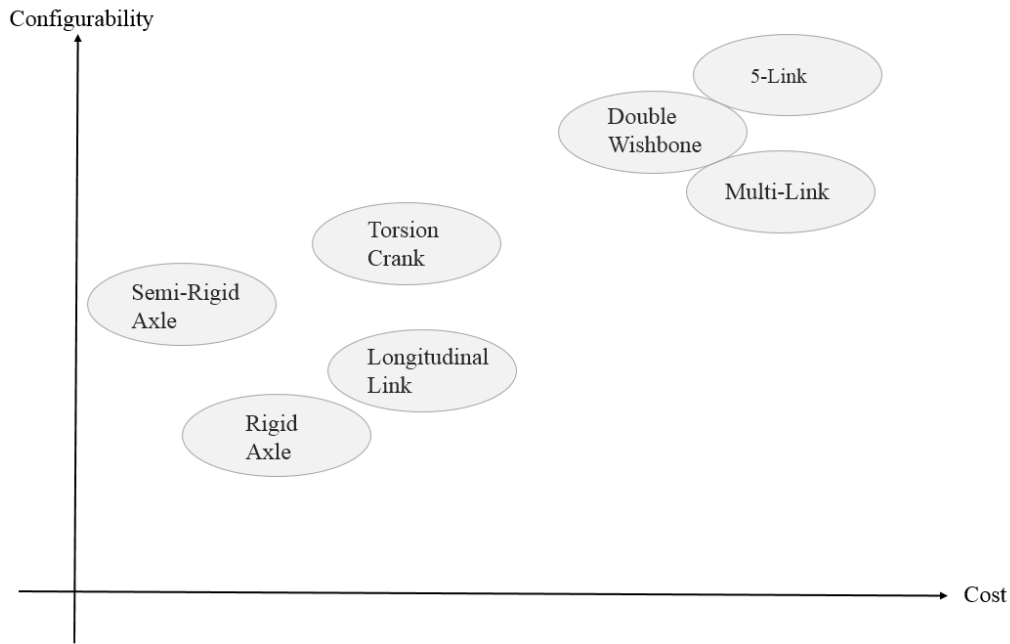 Configurability
5-Link
Double
Wishbone
Multi-Link
Torsion
Crank
Semi-Rigid
Axle
Longitudinal
Link
Rigid
Axle
Cost